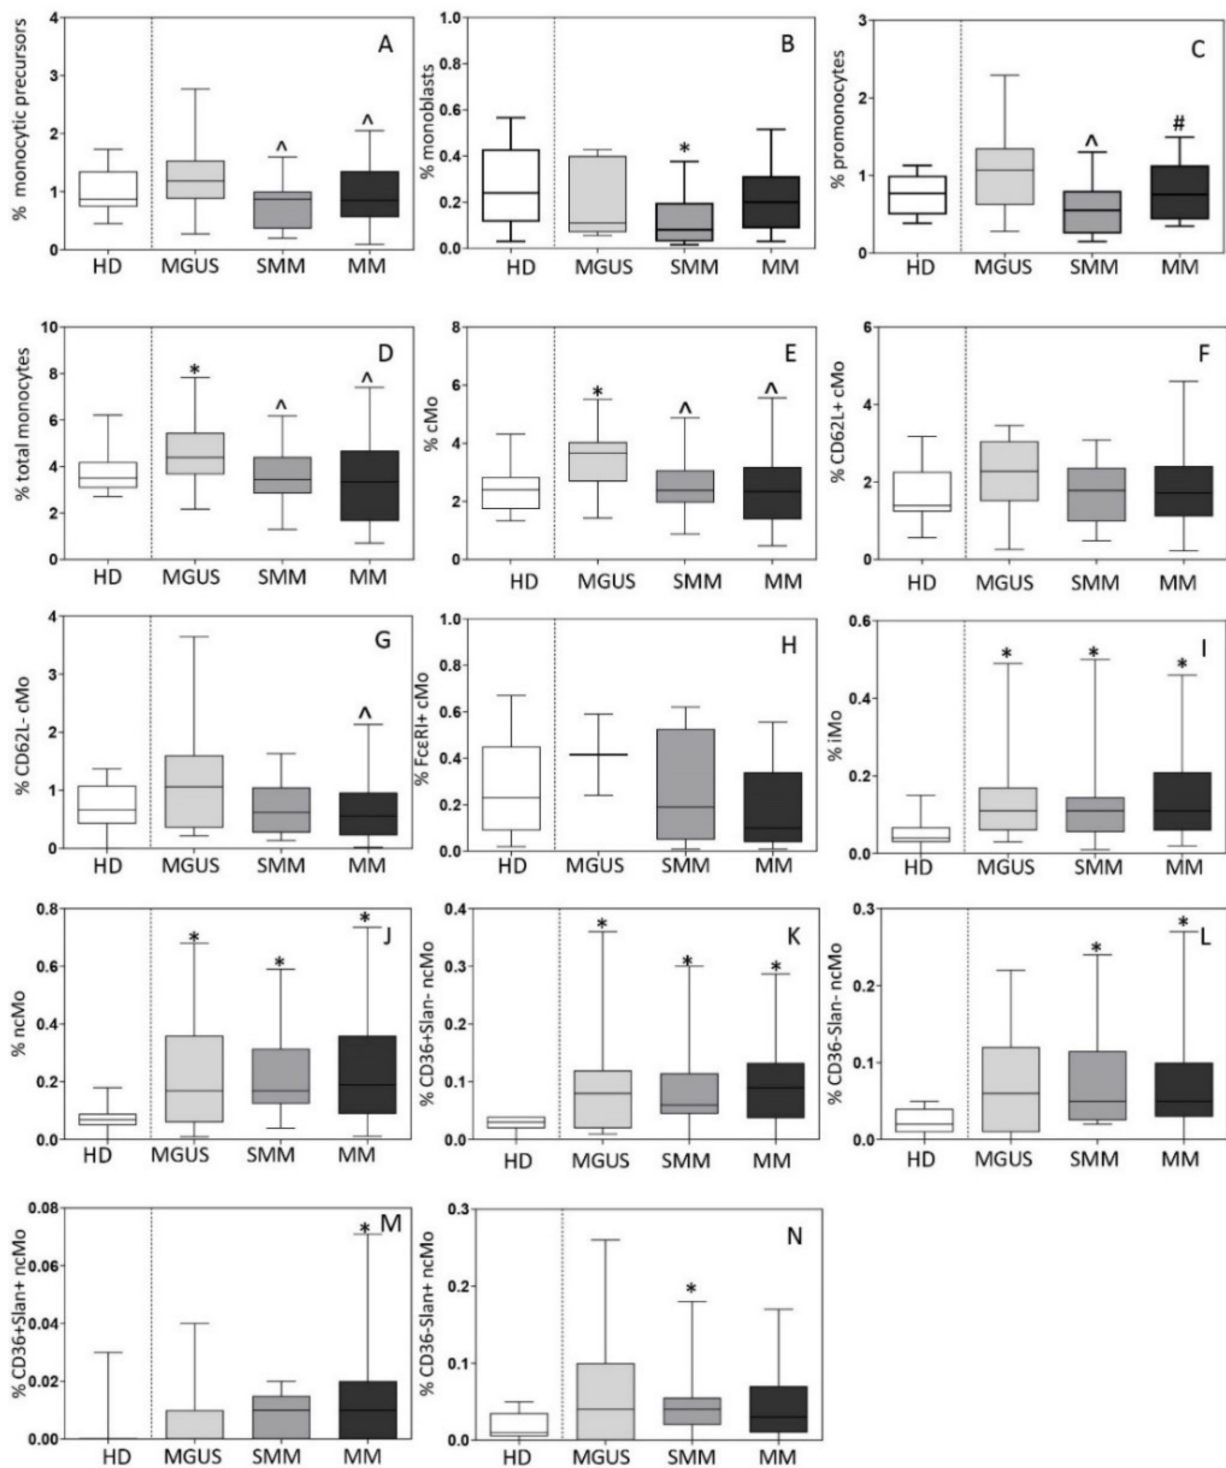 % monocytic precursors
4
3
2
1
0
A
^
^
HD MGUS SMM MM
% monoblasts
1.0
0.8
0.6
0.4
0.2
0.0
B
*
HD MGUS SMM MM
% promonocytes
3
2
1
0
C
^
#
HD MGUS SMM MM
% total monocytes
10
8
6
4
2
0
D
*
^
^
HD MGUS SMM MM
% cMo
8
6
4
2
0
E
*
^
^
HD MGUS SMM MM
% CD62L+ cMo
6
4
2
0
F
HD MGUS SMM MM
% CD62L- cMo
4
3
2
1
0
G
^
HD MGUS SMM MM
% FcεRI+ cMo
1.0
0.8
0.6
0.4
0.2
0.0
H
HD MGUS SMM MM
% iMo
0.6
0.4
0.2
0.0
I
*
*
*
HD MGUS SMM MM
% ncMo
0.8
0.6
0.4
0.2
0.0
J
*
*
*
HD MGUS SMM MM
% CD36+Slan- ncMo
0.4
0.3
0.2
0.1
0.0
K
*
*
*
HD MGUS SMM MM
% CD36-Slan- ncMo
0.3
0.2
0.1
0.0
L
*
*
HD MGUS SMM MM
% CD36+Slan+ ncMo
0.08
0.06
0.04
0.02
0.00
M
*
HD MGUS SMM MM
% CD36-Slan+ ncMo
0.3
0.2
0.1
0.0
N
*
HD MGUS SMM MM